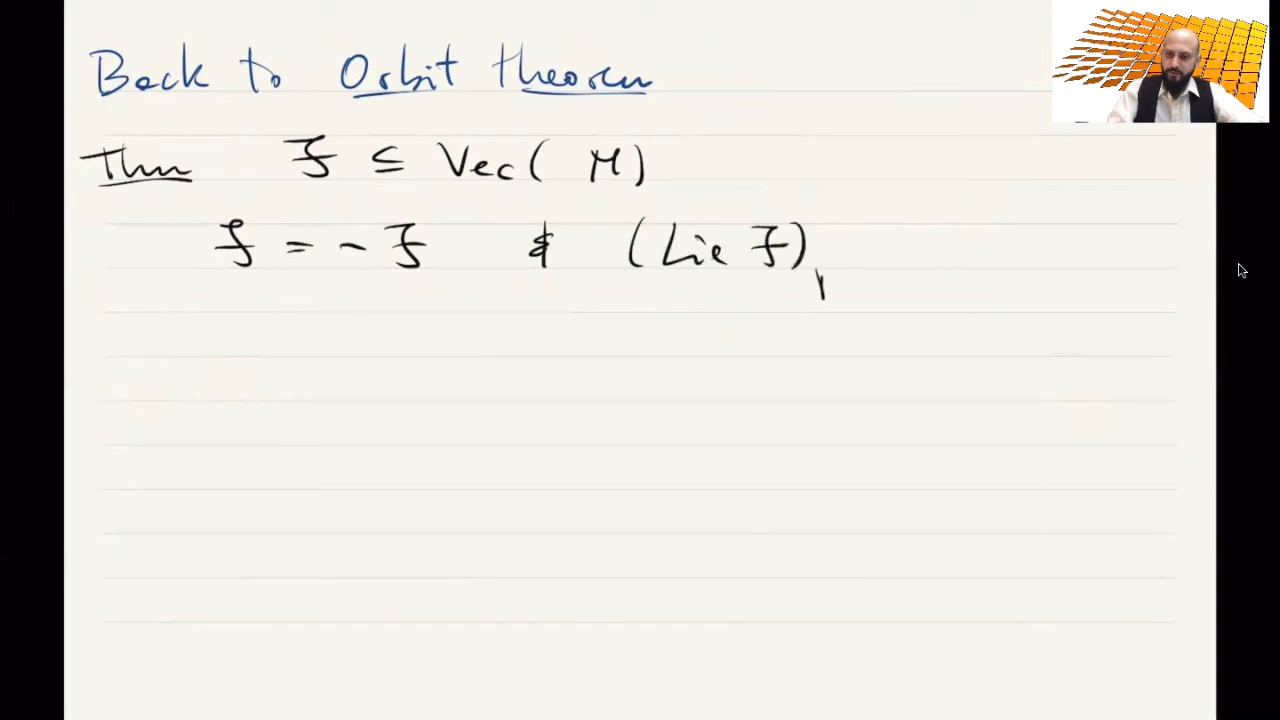 Back to Orbit theorem
Thm ℱ ⊆ Vec( M)
ℱ = - ℱ & (Lie ℱ)